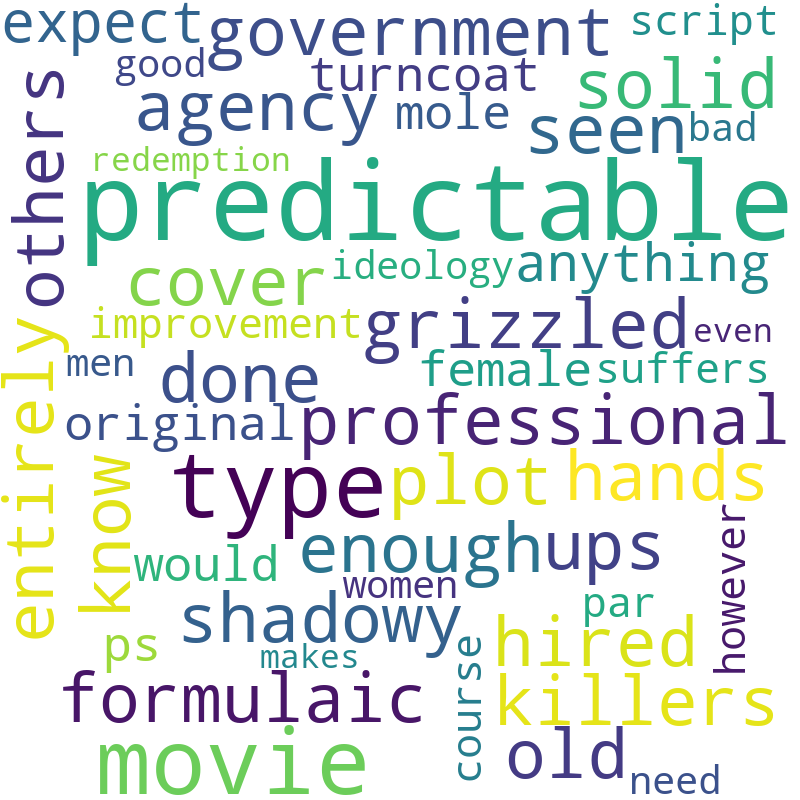 expect government script
good turncoat solid
agency mole seen bad
others redemption predictable
cover ideology anything
improvement grizzled even
entirely men done female suffers
original professional
know type plot hands
would enough ups however
women par
ps shadowy hired
makes course
formulaic killers
movie old need